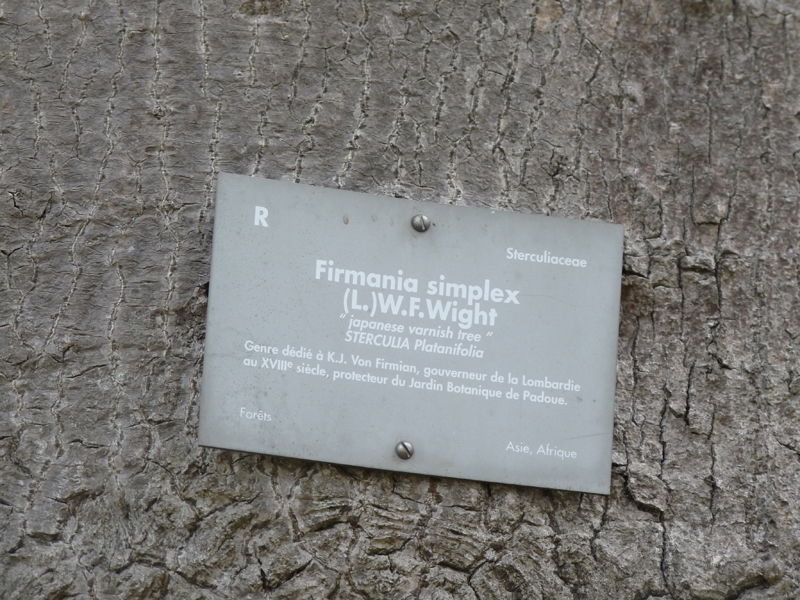 R
Sterculiaceae
Firmania simplex
(L.)W.F.Wight
" japanese varnish tree "
STERCULIA Platanifolia
Genre dédié à K.J. Von Firmian, gouverneur de la Lombardie
au XVIIIe siècle, protecteur du Jardin Botanique de Padoue.
Forêts
Asie, Afrique